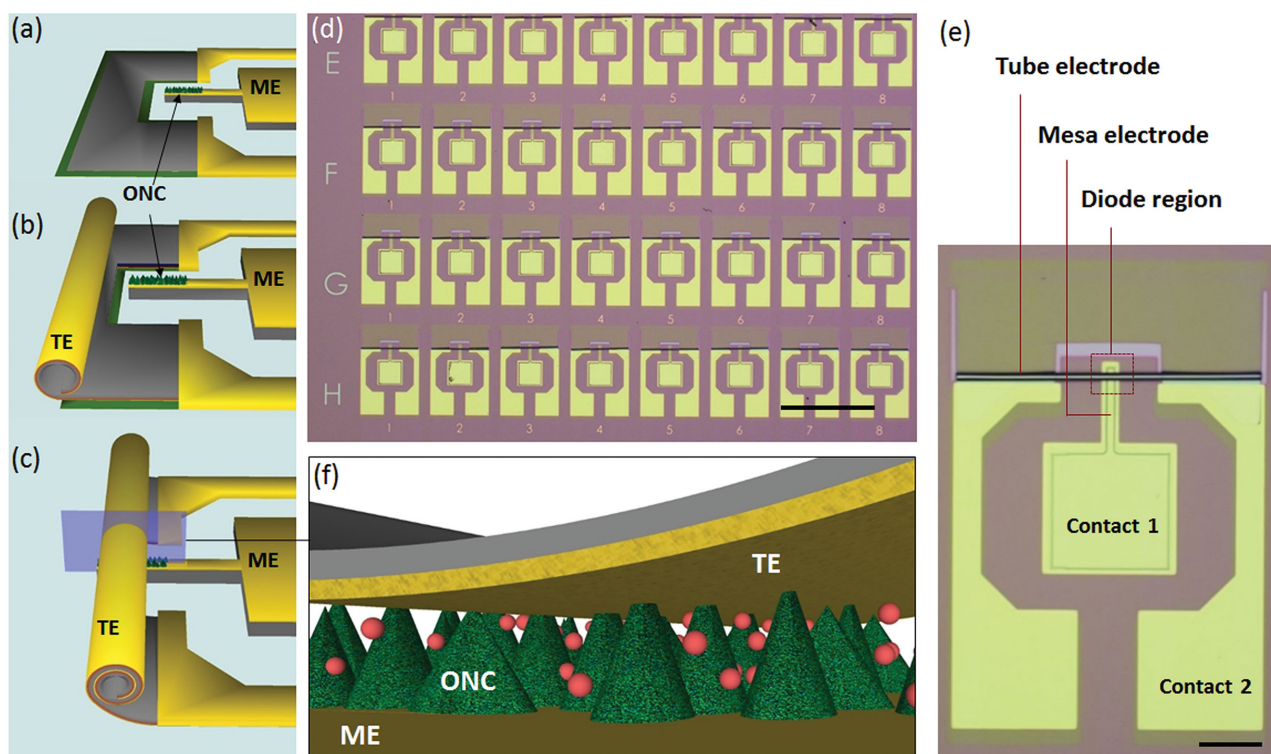 (a)
ME
ONC
(b)
ME
TE
(c)
ME
TE
(d)
E
1 2 3 4 5 6 7 8
F
1 2 3 4 5 6 7 8
G
1 2 3 4 5 6 7 8
H
1 2 3 4 5 6 7 8
(f)
TE
ONC
ME
(e)
Tube electrode
Mesa electrode
Diode region
Contact 1
Contact 2